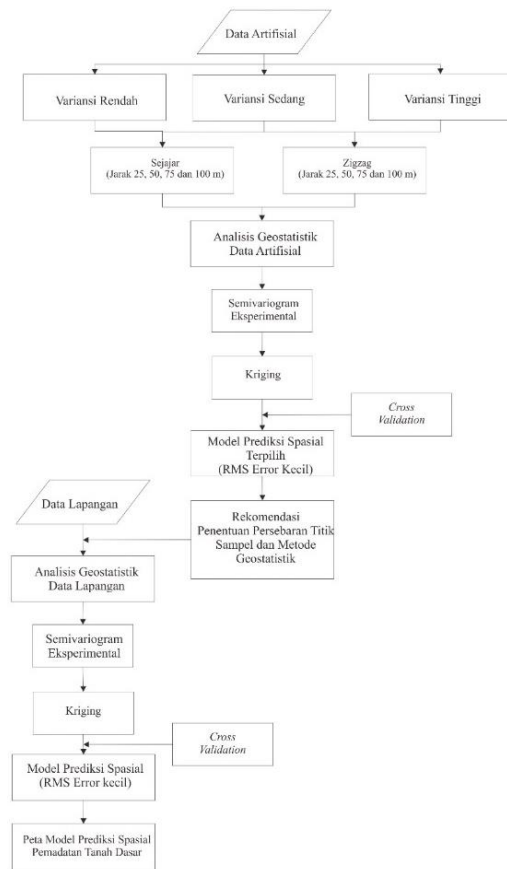 Data Artifisial
Variansi Rendah
Variansi Sedang
Variansi Tinggi
Sejajar
(Jarak 25, 50, 75 dan 100 m)
Zigzag
(Jarak 25, 50, 75 dan 100 m)
Analisis Geostatistik
Data Artifisial
Semivariogram
Eksperimental
Kriging
Cross
Validation
Model Prediksi Spasial
Terpilih
(RMS Error Kecil)
Data Lapangan
Rekomendasi
Penentuan Persebaran Titik
Sampel dan Metode
Geostatistik
Analisis Geostatistik
Data Lapangan
Semivariogram
Eksperimental
Kriging
Cross
Validation
Model Prediksi Spasial
(RMS Error kecil)
Peta Model Prediksi Spasial
Pemadatan Tanah Dasar